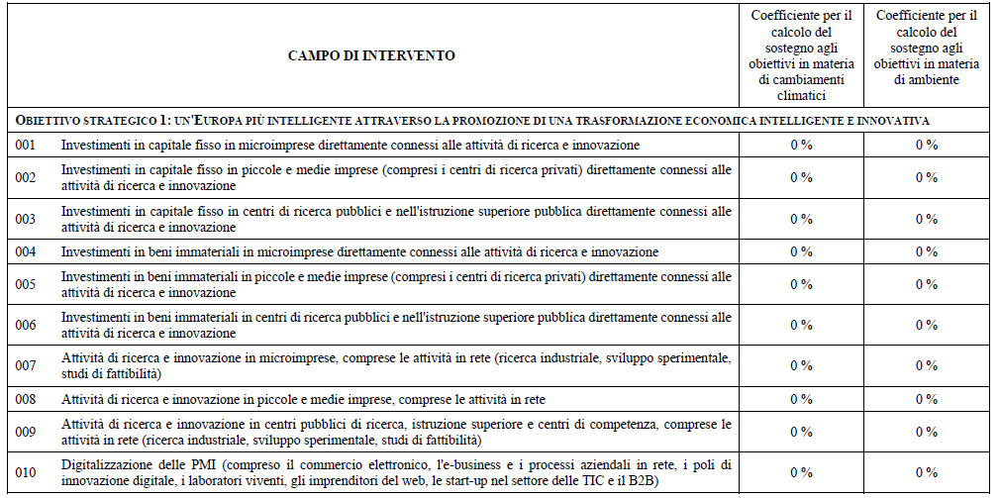 CAMPO DI INTERVENTO
Coefficiente per il
calcolo del
sostegno agli
obiettivi in materia
di cambiamenti
climatici
Coefficiente per il
calcolo del
sostegno agli
obiettivi in materia
di ambiente
OBIETTIVO STRATEGICO 1: UN'EUROPA PIÙ INTELLIGENTE ATTRAVERSO LA PROMOZIONE DI UNA TRASFORMAZIONE ECONOMICA INTELLIGENTE E INNOVATIVA
001 Investimenti in capitale fisso in microimprese direttamente connessi alle attività di ricerca e innovazione 0 % 0 %
002 Investimenti in capitale fisso in piccole e medie imprese (compresi i centri di ricerca privati) direttamente connessi alle
attività di ricerca e innovazione 0 % 0 %
003 Investimenti in capitale fisso in centri di ricerca pubblici e nell'istruzione superiore pubblica direttamente connessi alle
attività di ricerca e innovazione 0 % 0 %
004 Investimenti in beni immateriali in microimprese direttamente connessi alle attività di ricerca e innovazione 0 % 0 %
005 Investimenti in beni immateriali in piccole e medie imprese (compresi i centri di ricerca privati) direttamente connessi alle
attività di ricerca e innovazione 0 % 0 %
006 Investimenti in beni immateriali in centri di ricerca pubblici e nell'istruzione superiore pubblica direttamente connessi alle
attività di ricerca e innovazione 0 % 0 %
007 Attività di ricerca e innovazione in microimprese, comprese le attività in rete (ricerca industriale, sviluppo sperimentale,
studi di fattibilità) 0 % 0 %
008 Attività di ricerca e innovazione in piccole e medie imprese, comprese le attività in rete 0 % 0 %
009 Attività di ricerca e innovazione in centri pubblici di ricerca, istruzione superiore e centri di competenza, comprese le
attività in rete (ricerca industriale, sviluppo sperimentale, studi di fattibilità) 0 % 0 %
010 Digitalizzazione delle PMI (compreso il commercio elettronico, l'e-business e i processi aziendali in rete, i poli di
innovazione digitale, i laboratori viventi, gli imprenditori del web, le start-up nel settore delle TIC e il B2B) 0 % 0 %